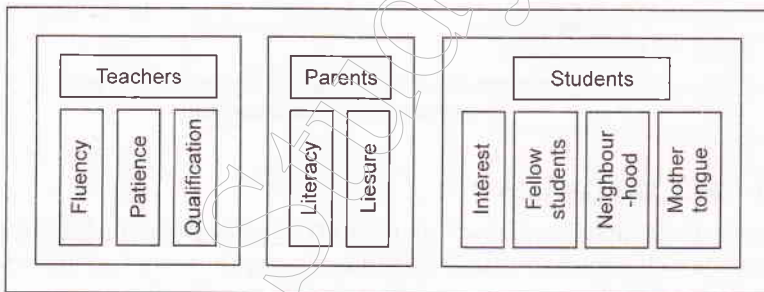 Teachers
Fluency
Patience
Qualification
Parents
Literacy
Liesure
Students
Interest
Fellow
students
Neighbour
-hood
Mother
tongue